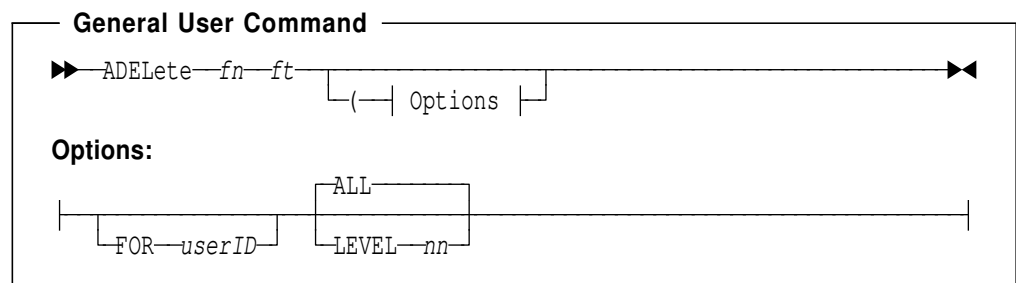 General User Command
ADELete fn ft
( Options
Options:
ALL
FOR userID
LEVEL nn